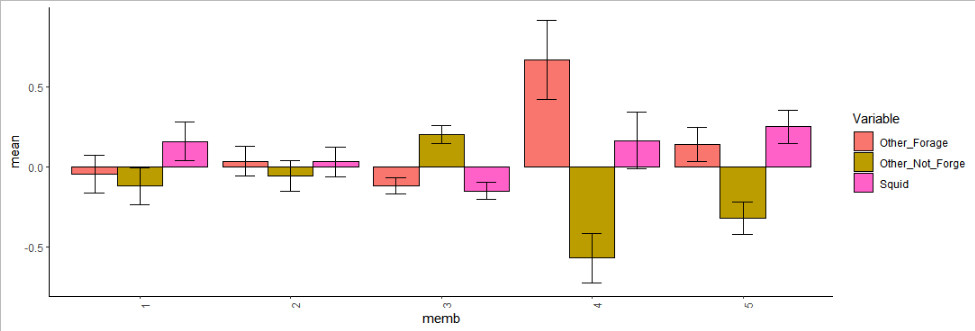 mean
0.5
0.0
-0.5
1
2
3
4
5
memb
Variable
Other_Forage
Other_Not_Forge
Squid